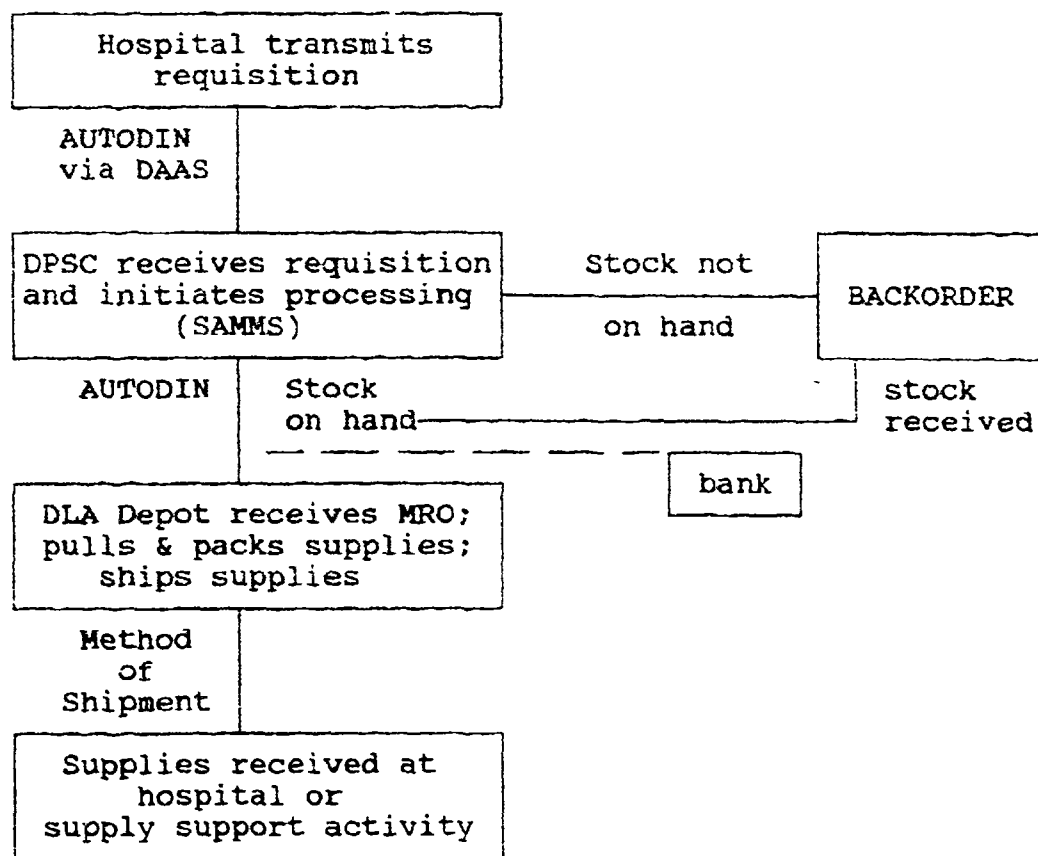 Hospital transmits
requisition
AUTODIN
via DAAS
DPSC receives requisition
and initiates processing
(SAMMS)
Stock not
on hand
BACKORDER
AUTODIN
Stock
on hand
stock
received
bank
DLA Depot receives MRO;
pulls & packs supplies;
ships supplies
Method
of
Shipment
Supplies received at
hospital or
supply support activity